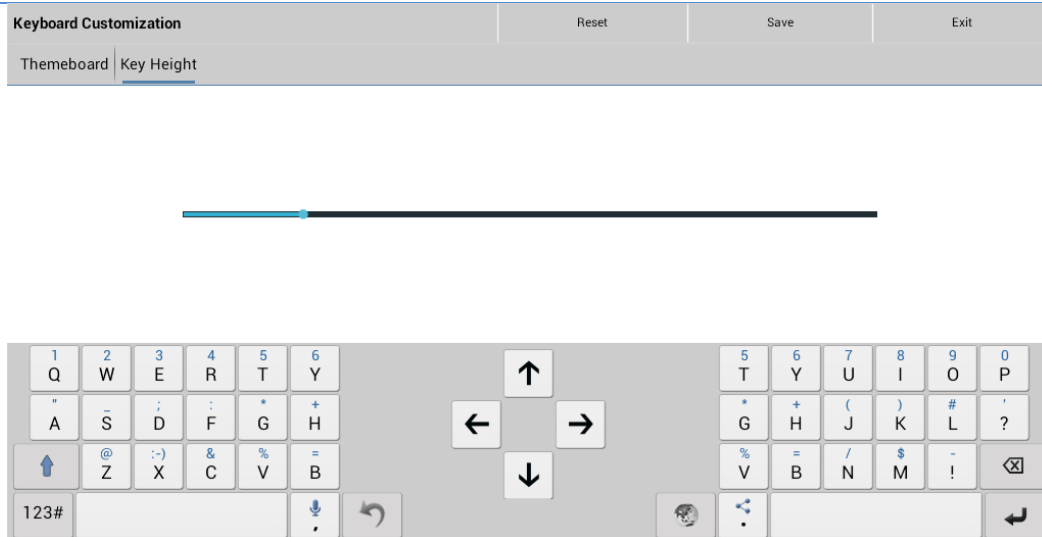 Keyboard Customization Reset Save Exit
Themeboard Key Height
1 2 3 4 5 6 5 6 7 8 9 0
Q W E R T Y T Y U I O P
" _ ; : * + * + ( ) # '
A S D F G H G H J K L ?
@ :-) & % = % = / $ -
Z X C V B V B N M !
123# , .